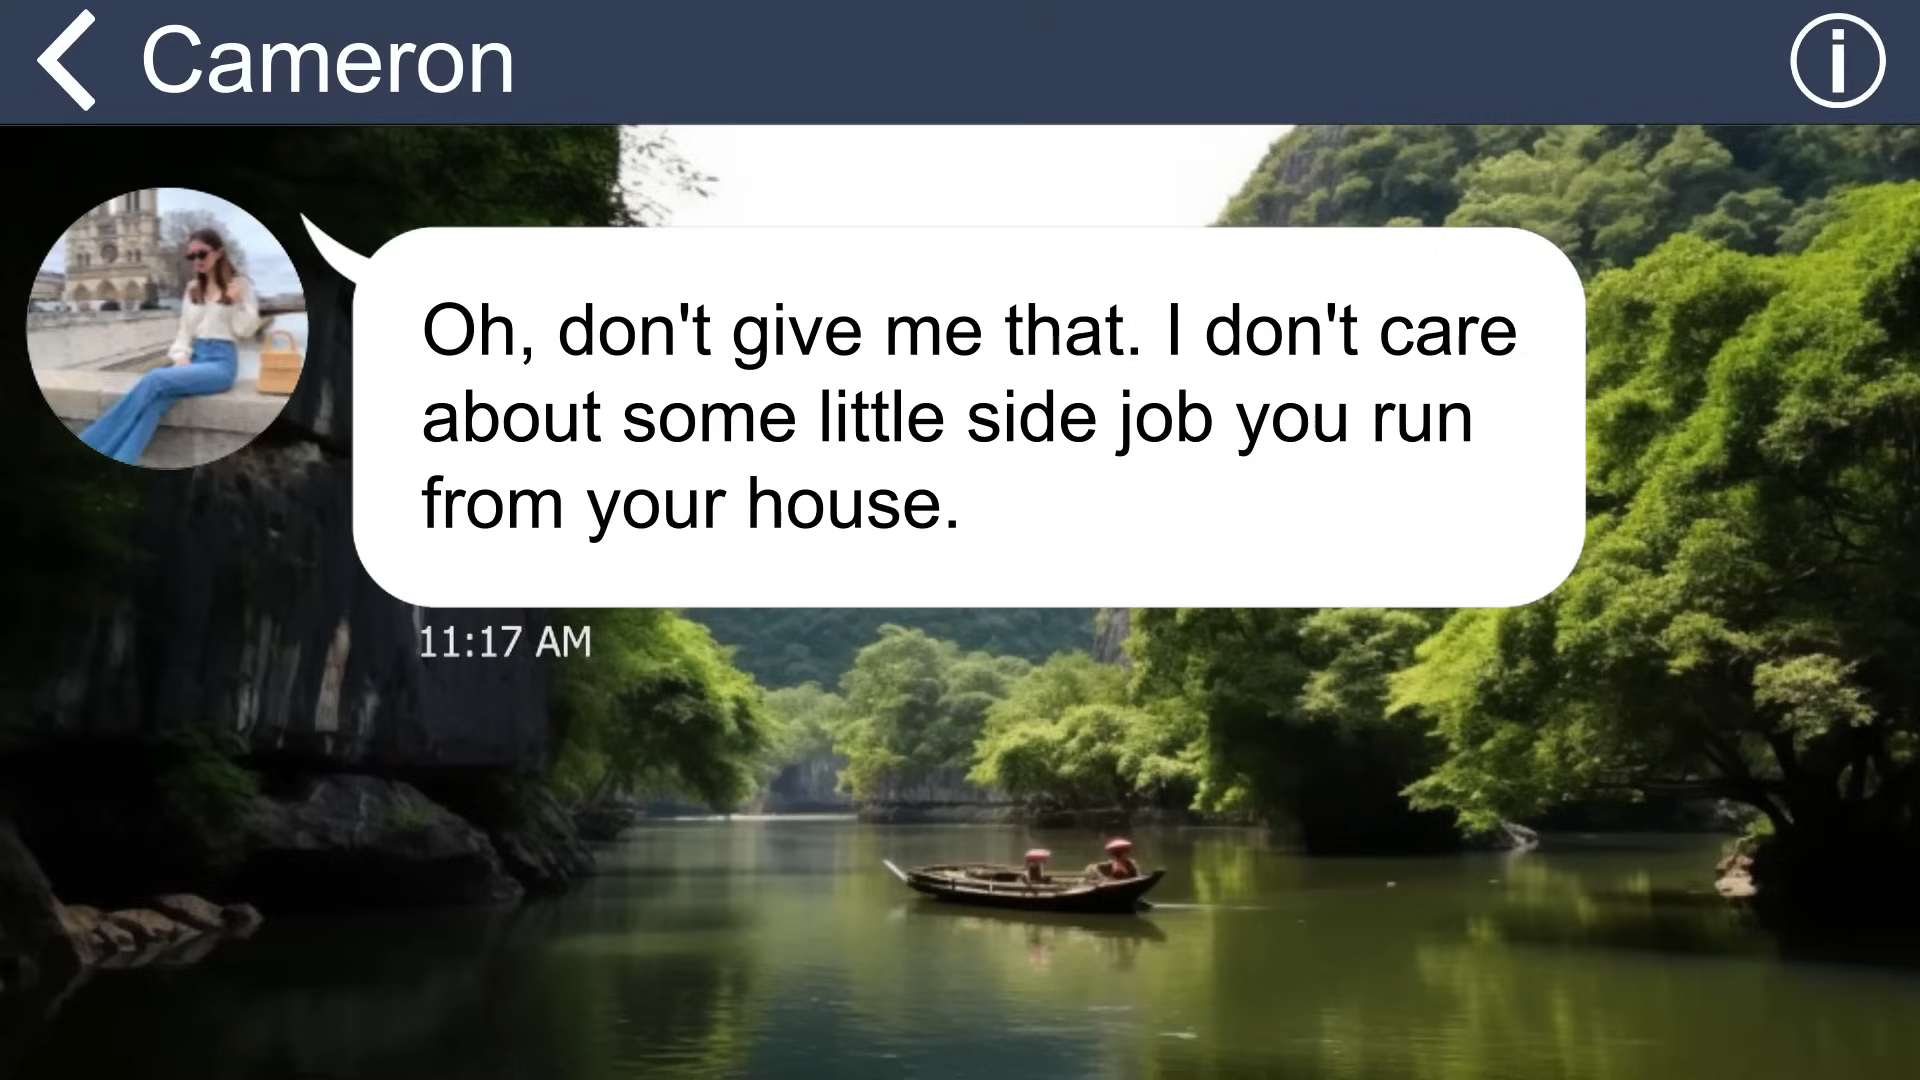 Cameron
Oh, don't give me that. I don't care
about some little side job you run
from your house.
11:17 AM